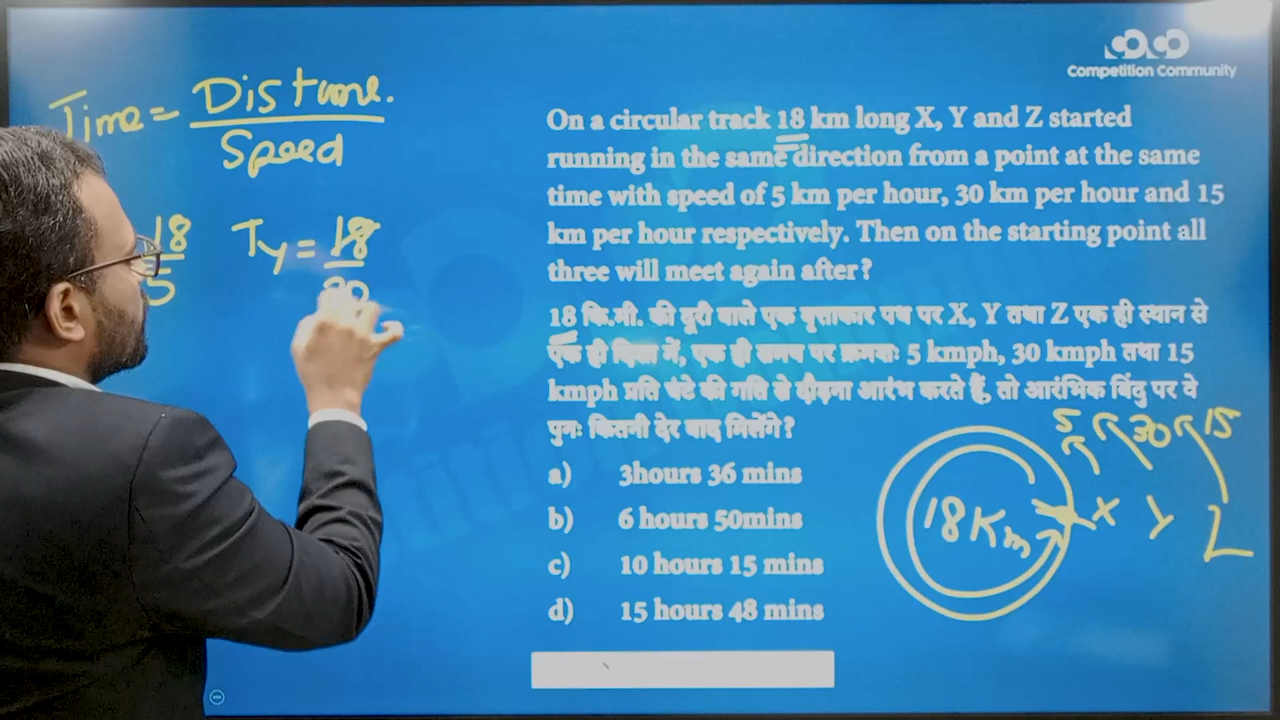 Competition Community
Time = Distance.
Speed
18
5
Ty = 18
On a circular track 18 km long X, Y and Z started
running in the same direction from a point at the same
time with speed of 5 km per hour, 30 km per hour and 15
km per hour respectively. Then on the starting point all
three will meet again after?
18 कि.मी. की दूरी वाले एक वृत्ताकार पथ पर X, Y तथा Z एक ही स्थान से
एक ही दिशा में, एक ही समय पर क्रमशः 5 kmph, 30 kmph तथा 15
kmph प्रति घंटे की गति से दौड़ना आरंभ करते हैं, तो आरंभिक बिंदु पर वे
पुनः कितनी देर बाद मिलेंगे?
a) 3hours 36 mins
b) 6 hours 50mins
c) 10 hours 15 mins
d) 15 hours 48 mins
5 30 15
18 Km X Y Z